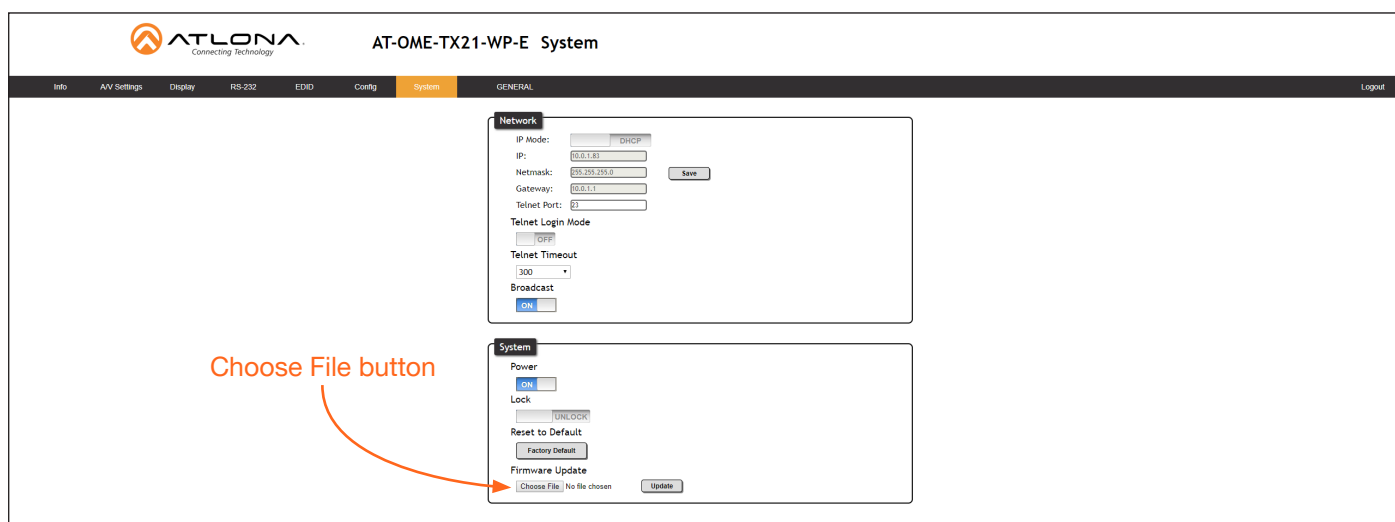 ATLONA.
Connecting Technology
AT-OME-TX21-WP-E System
Info A/V Settings Display RS-232 EDID Config System GENERAL Logout
Network
IP Mode: DHCP
IP: 10.0.1.83
Netmask: 255.255.255.0 Save
Gateway: 10.0.1.1
Telnet Port: 23
Telnet Login Mode
OFF
Telnet Timeout
300
Broadcast
ON
System
Power
Choose File button
ON
Lock
UNLOCK
Reset to Default
Factory Default
Firmware Update
Choose File No file chosen Update